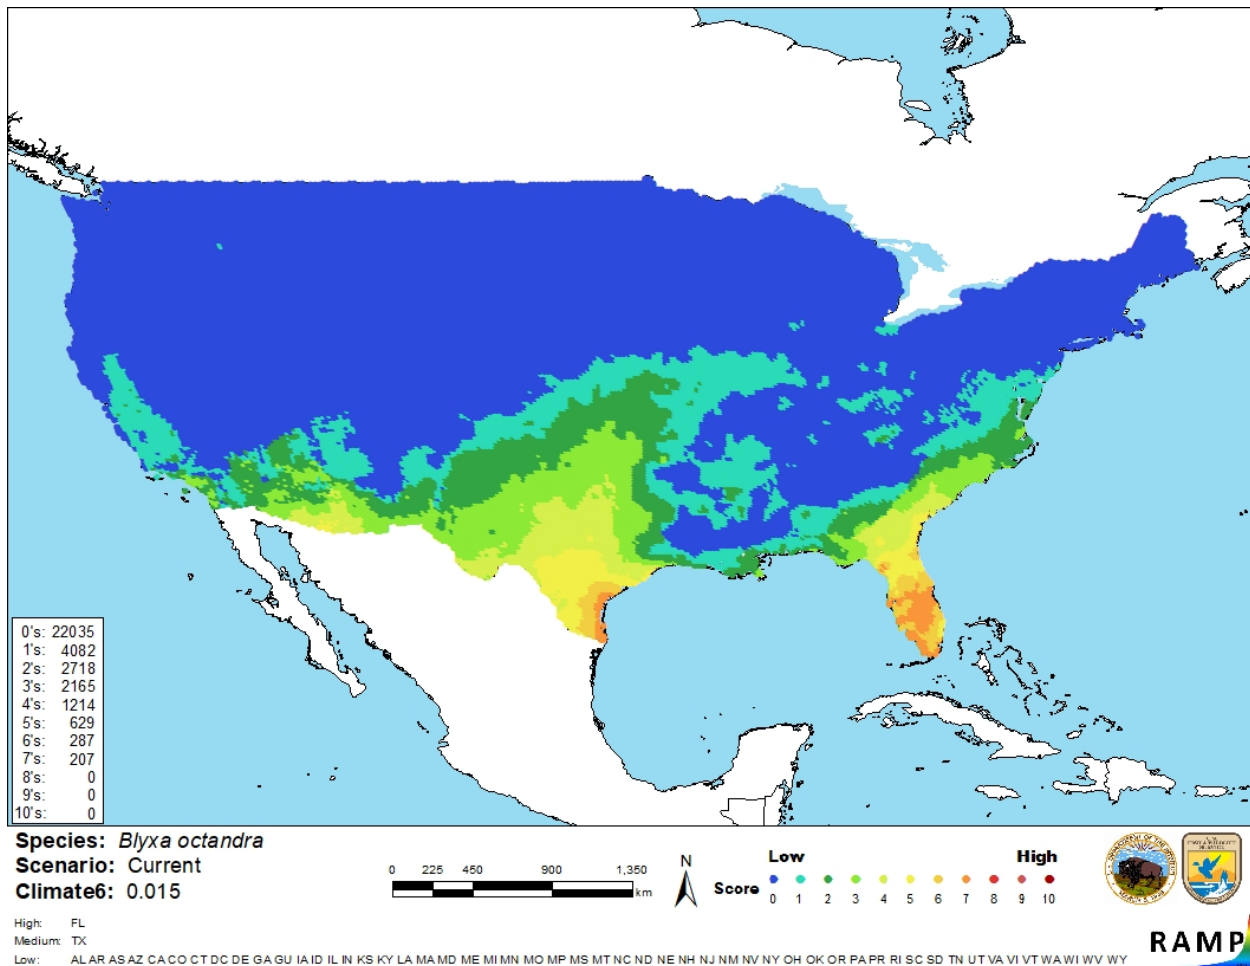 0's: 22035
1's: 4082
2's: 2718
3's: 2165
4's: 1214
5's: 629
6's: 287
7's: 207
8's: 0
9's: 0
10's: 0
Species: Blyxa octandra
Scenario: Current
Climate6: 0.015
0 225 450 900 1,350
km
N
Low High
Score
0 1 2 3 4 5 6 7 8 9 10
High: FL
Medium: TX
Low: AL AR AS AZ CA CO CT DC DE GA GU IA ID IL IN KS KY LA MA MD ME MI MN MO MP MS MT NC ND NE NH NJ NM NV NY OH OK OR PA PR RI SC SD TN UT VA VI VT WA WI WV WY
RAMP